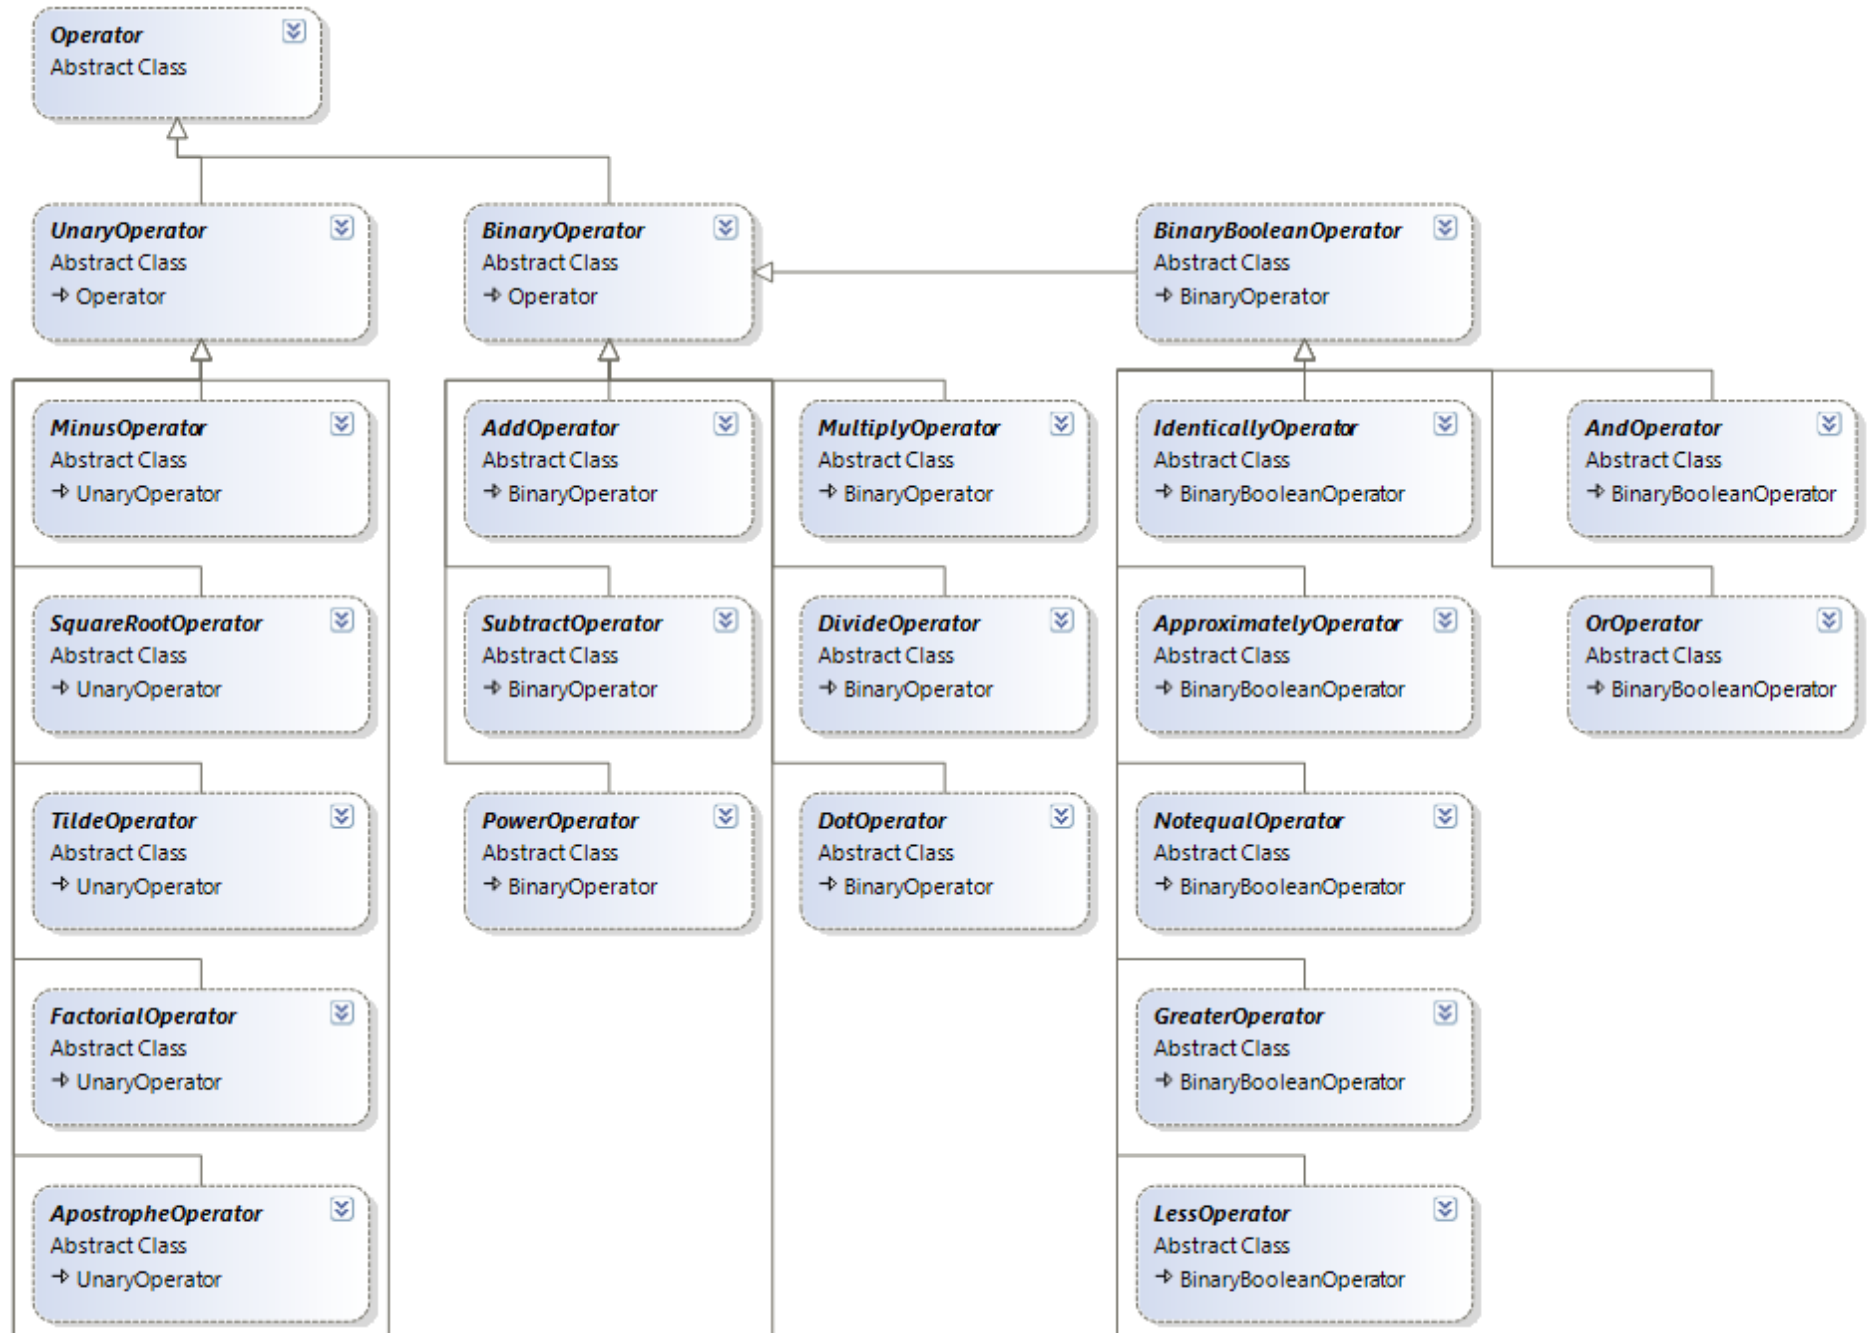 Operator
Abstract Class
UnaryOperator
Abstract Class
Operator
BinaryOperator
Abstract Class
Operator
BinaryBooleanOperator
Abstract Class
BinaryOperator
MinusOperator
Abstract Class
UnaryOperator
AddOperator
Abstract Class
BinaryOperator
MultiplyOperator
Abstract Class
BinaryOperator
IdenticallyOperator
Abstract Class
BinaryBooleanOperator
AndOperator
Abstract Class
BinaryBooleanOperator
SquareRootOperator
Abstract Class
UnaryOperator
SubtractOperator
Abstract Class
BinaryOperator
DivideOperator
Abstract Class
BinaryOperator
ApproximatelyOperator
Abstract Class
BinaryBooleanOperator
OrOperator
Abstract Class
BinaryBooleanOperator
TildeOperator
Abstract Class
UnaryOperator
PowerOperator
Abstract Class
BinaryOperator
DotOperator
Abstract Class
BinaryOperator
NotequalOperator
Abstract Class
BinaryBooleanOperator
FactorialOperator
Abstract Class
UnaryOperator
GreaterOperator
Abstract Class
BinaryBooleanOperator
ApostropheOperator
Abstract Class
UnaryOperator
LessOperator
Abstract Class
BinaryBooleanOperator